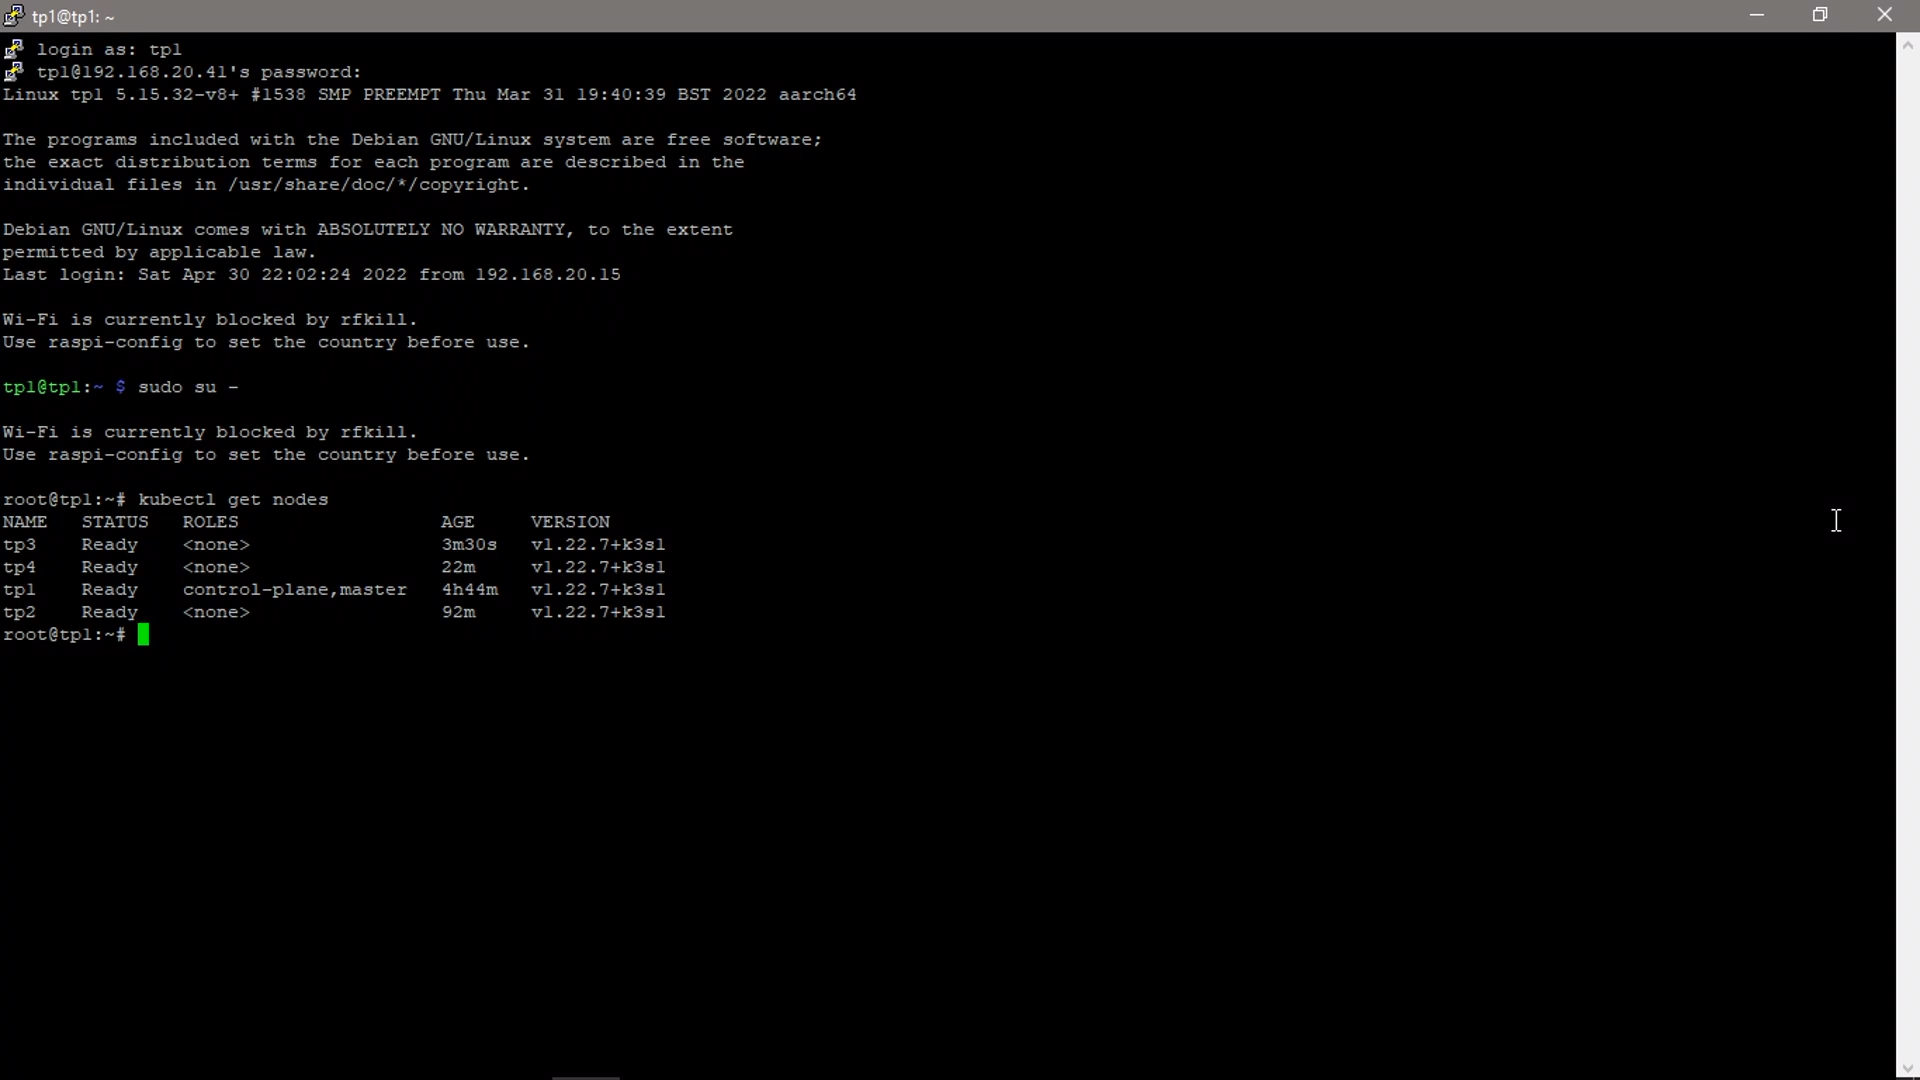 tp1@tp1: ~
login as: tp1
tp1@192.168.20.41's password:
Linux tp1 5.15.32-v8+ #1538 SMP PREEMPT Thu Mar 31 19:40:39 BST 2022 aarch64
The programs included with the Debian GNU/Linux system are free software;
the exact distribution terms for each program are described in the
individual files in /usr/share/doc/*/copyright.
Debian GNU/Linux comes with ABSOLUTELY NO WARRANTY, to the extent
permitted by applicable law.
Last login: Sat Apr 30 22:02:24 2022 from 192.168.20.15
Wi-Fi is currently blocked by rfkill.
Use raspi-config to set the country before use.
tp1@tp1:~ $ sudo su -
Wi-Fi is currently blocked by rfkill.
Use raspi-config to set the country before use.
root@tp1:~# kubectl get nodes
NAME STATUS ROLES AGE VERSION
tp3 Ready <none> 3m30s v1.22.7+k3s1
tp4 Ready <none> 22m v1.22.7+k3s1
tp1 Ready control-plane,master 4h44m v1.22.7+k3s1
tp2 Ready <none> 92m v1.22.7+k3s1
root@tp1:~#